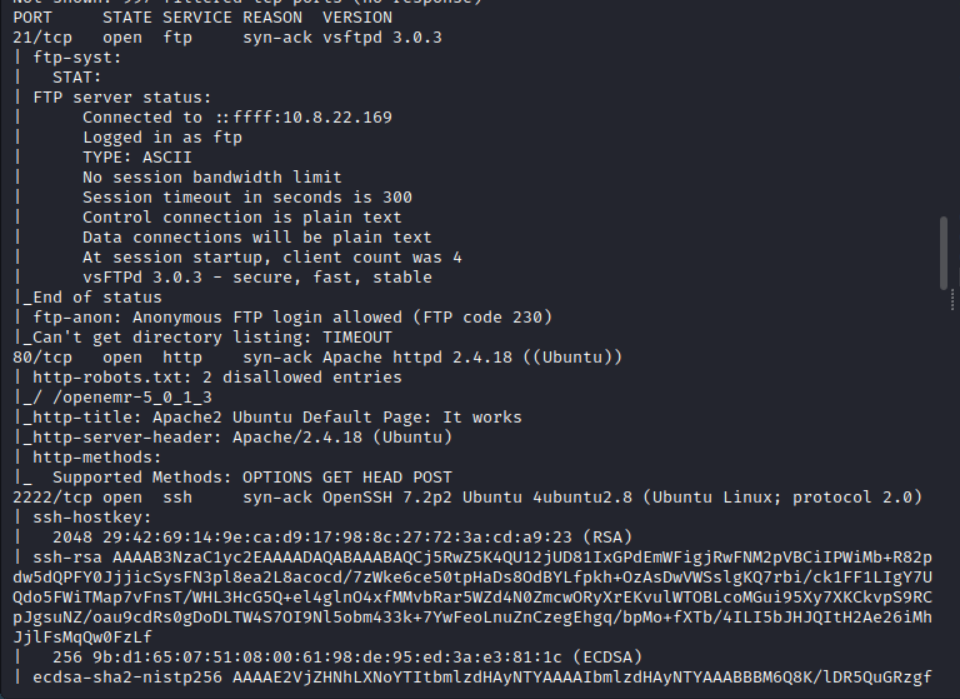 Not shown: 997 filtered tcp ports (no-response)
PORT     STATE SERVICE REASON  VERSION
21/tcp   open  ftp     syn-ack vsftpd 3.0.3
| ftp-syst:
|   STAT:
| FTP server status:
|      Connected to ::ffff:10.8.22.169
|      Logged in as ftp
|      TYPE: ASCII
|      No session bandwidth limit
|      Session timeout in seconds is 300
|      Control connection is plain text
|      Data connections will be plain text
|      At session startup, client count was 4
|      vsFTPd 3.0.3 - secure, fast, stable
|_End of status
| ftp-anon: Anonymous FTP login allowed (FTP code 230)
|_Can't get directory listing: TIMEOUT
80/tcp   open  http    syn-ack Apache httpd 2.4.18 ((Ubuntu))
| http-robots.txt: 2 disallowed entries
|_/ /openemr-5_0_1_3
|_http-title: Apache2 Ubuntu Default Page: It works
|_http-server-header: Apache/2.4.18 (Ubuntu)
| http-methods:
|_  Supported Methods: OPTIONS GET HEAD POST
2222/tcp open  ssh     syn-ack OpenSSH 7.2p2 Ubuntu 4ubuntu2.8 (Ubuntu Linux; protocol 2.0)
| ssh-hostkey:
|   2048 29:42:69:14:9e:ca:d9:17:98:8c:27:72:3a:cd:a9:23 (RSA)
| ssh-rsa AAAAB3NzaC1yc2EAAAADAQABAAABAQCj5RwZ5K4QU12jUD81IxGPdEmWFigjRwFNM2pVBCiIPWiMb+R82p
dw5dQPFY0JjjicSysFN3pl8ea2L8acocd/7zWke6ce50tpHaDs8OdBYLfpkh+OzAsDwVWSslgKQ7rbi/ck1FF1LIgY7U
Qdo5FWiTMap7vFnsT/WHL3HcG5Q+el4glnO4xfMMvbRar5WZd4N0ZmcwORyXrEKvulWTOBLcoMGui95Xy7XKCkvpS9RC
pJgsuNZ/oau9cdRs0gDoDLTW4S7OI9Nl5obm433k+7YwFeoLnuZnCzegEhgq/bpMo+fXTb/4ILI5bJHJQItH2Ae26iMh
JjlFsMqQw0FzLf
|   256 9b:d1:65:07:51:08:00:61:98:de:95:ed:3a:e3:81:1c (ECDSA)
| ecdsa-sha2-nistp256 AAAAE2VjZHNhLXNoYTItbmlzdHAyNTYAAAAIbmlzdHAyNTYAAABBBM6Q8K/lDR5QuGRzgf